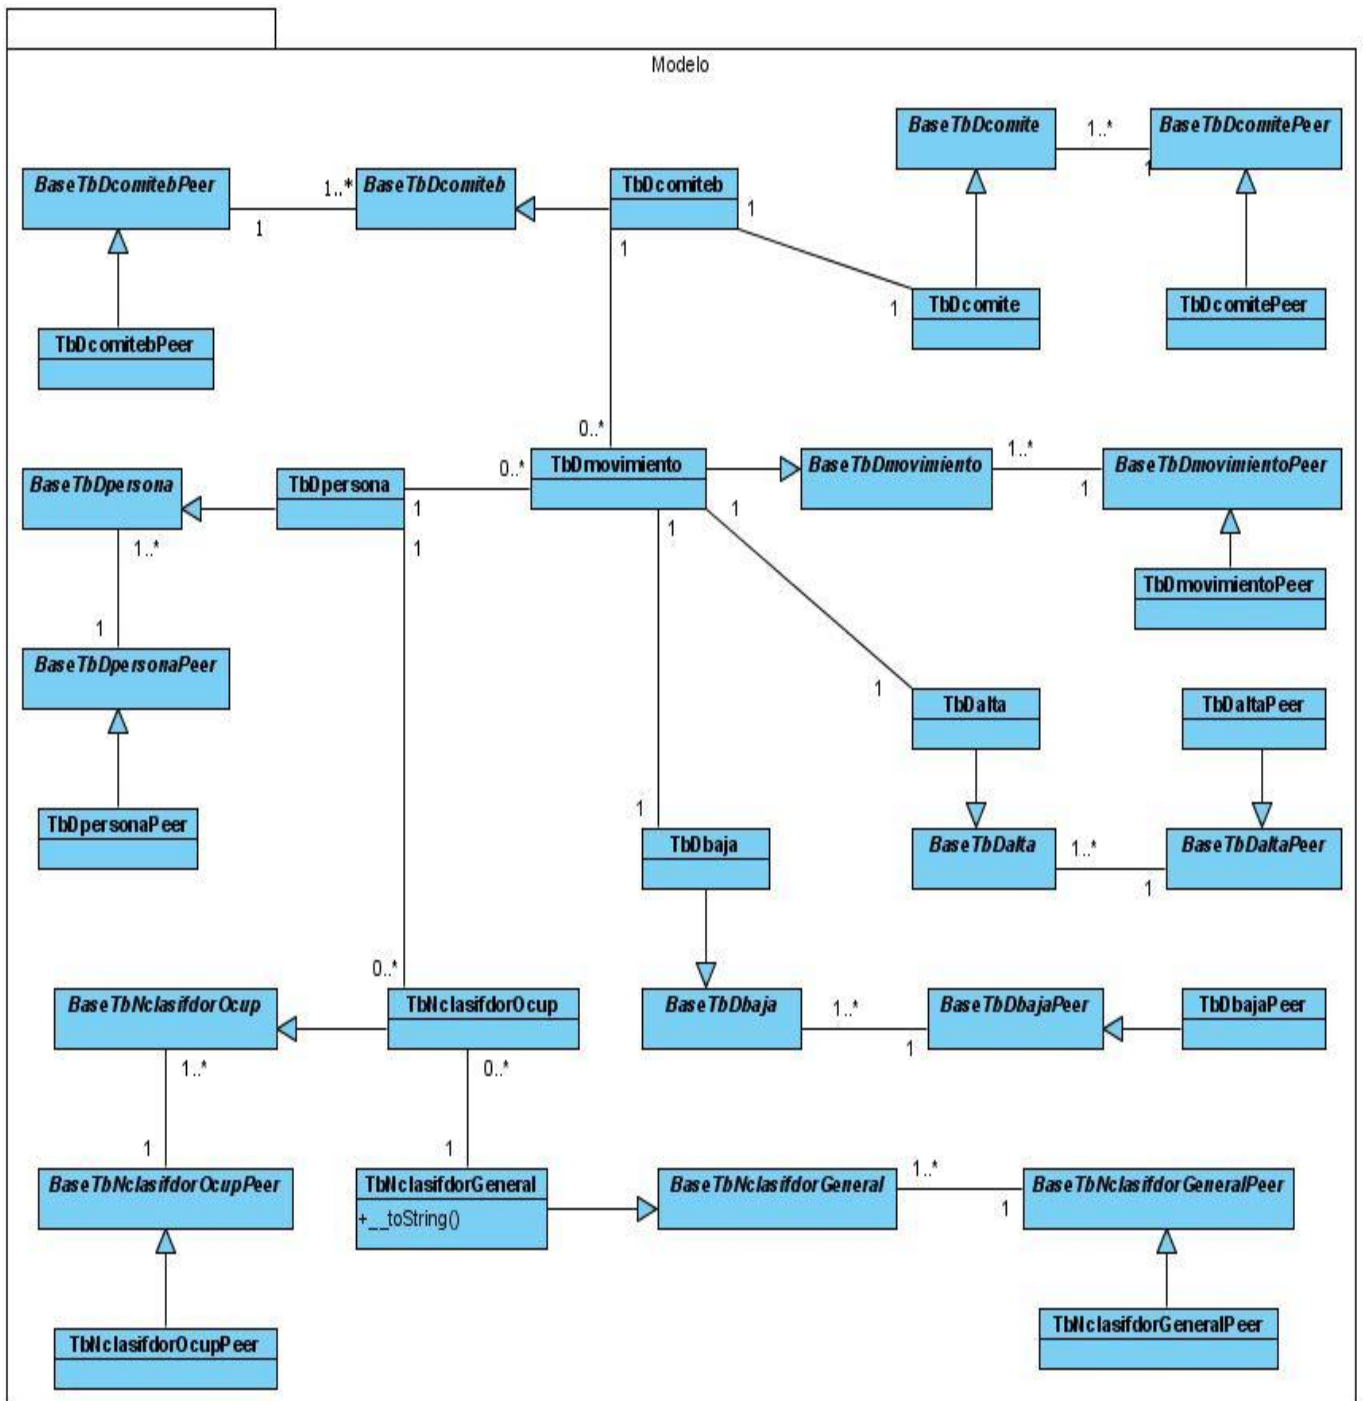 Modelo
BaseTbDcomite
1..*
BaseTbDcomitePeer
1
BaseTbDcomitebPeer
1..*
BaseTbDcomiteb
TbDcomiteb
1
1
1
TbDcomite
1
TbDcomitePeer
TbDcomitebPeer
0..*
BaseTbDpersona
TbDpersona
0..*
TbDmovimiento
BaseTbDmovimiento
1..*
BaseTbDmovimientoPeer
1
1
1
1
1
1..*
TbDmovimientoPeer
1
BaseTbDpersonaPeer
1
TbDalta
TbDaltaPeer
TbDpersonaPeer
1
TbDbaja
BaseTbDalta
1..*
BaseTbDaltaPeer
1
0..*
BaseTbNclasifdorOcup
TbNclasifdorOcup
BaseTbDbaja
1..*
BaseTbDbajaPeer
TbDbajaPeer
1
1..*
0..*
1
1
BaseTbNclasifdorOcupPeer
TbNclasifdorGeneral
+__toString()
BaseTbNclasifdorGeneral
1..*
BaseTbNclasifdorGeneralPeer
1
TbNclasifdorOcupPeer
TbNclasifdorGeneralPeer